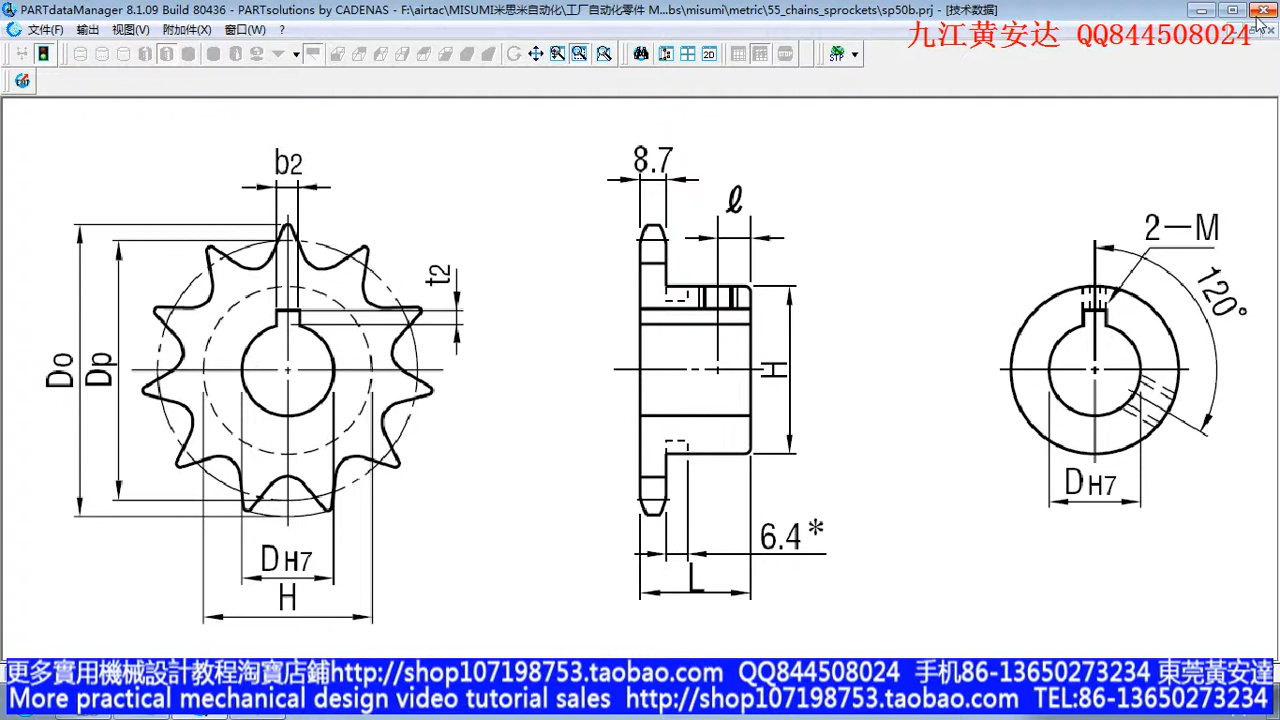 PARTdataManager 8.1.09 Build 80436 - PARTsolutions by CADENAS - F:\airtac\MISUMI米思米自动化\工厂自动化零件 M...bs\misumi\metric\55_chains_sprockets\sp50b.prj - [技术数据]
文件(F) 输出 视图(V) 附加件(X) 窗口(W)
九江黄安达 QQ844508024
2D STP
b2
8.7
ℓ
2－M
t2
120°
Do
Dp
H
DH7
6.4*
DH7
H
L
更多實用機械設計教程淘寶店鋪http://shop107198753.taobao.com QQ844508024 手机86-13650273234 東莞黃安達
More practical mechanical design video tutorial sales http://shop107198753.taobao.com TEL:86-13650273234